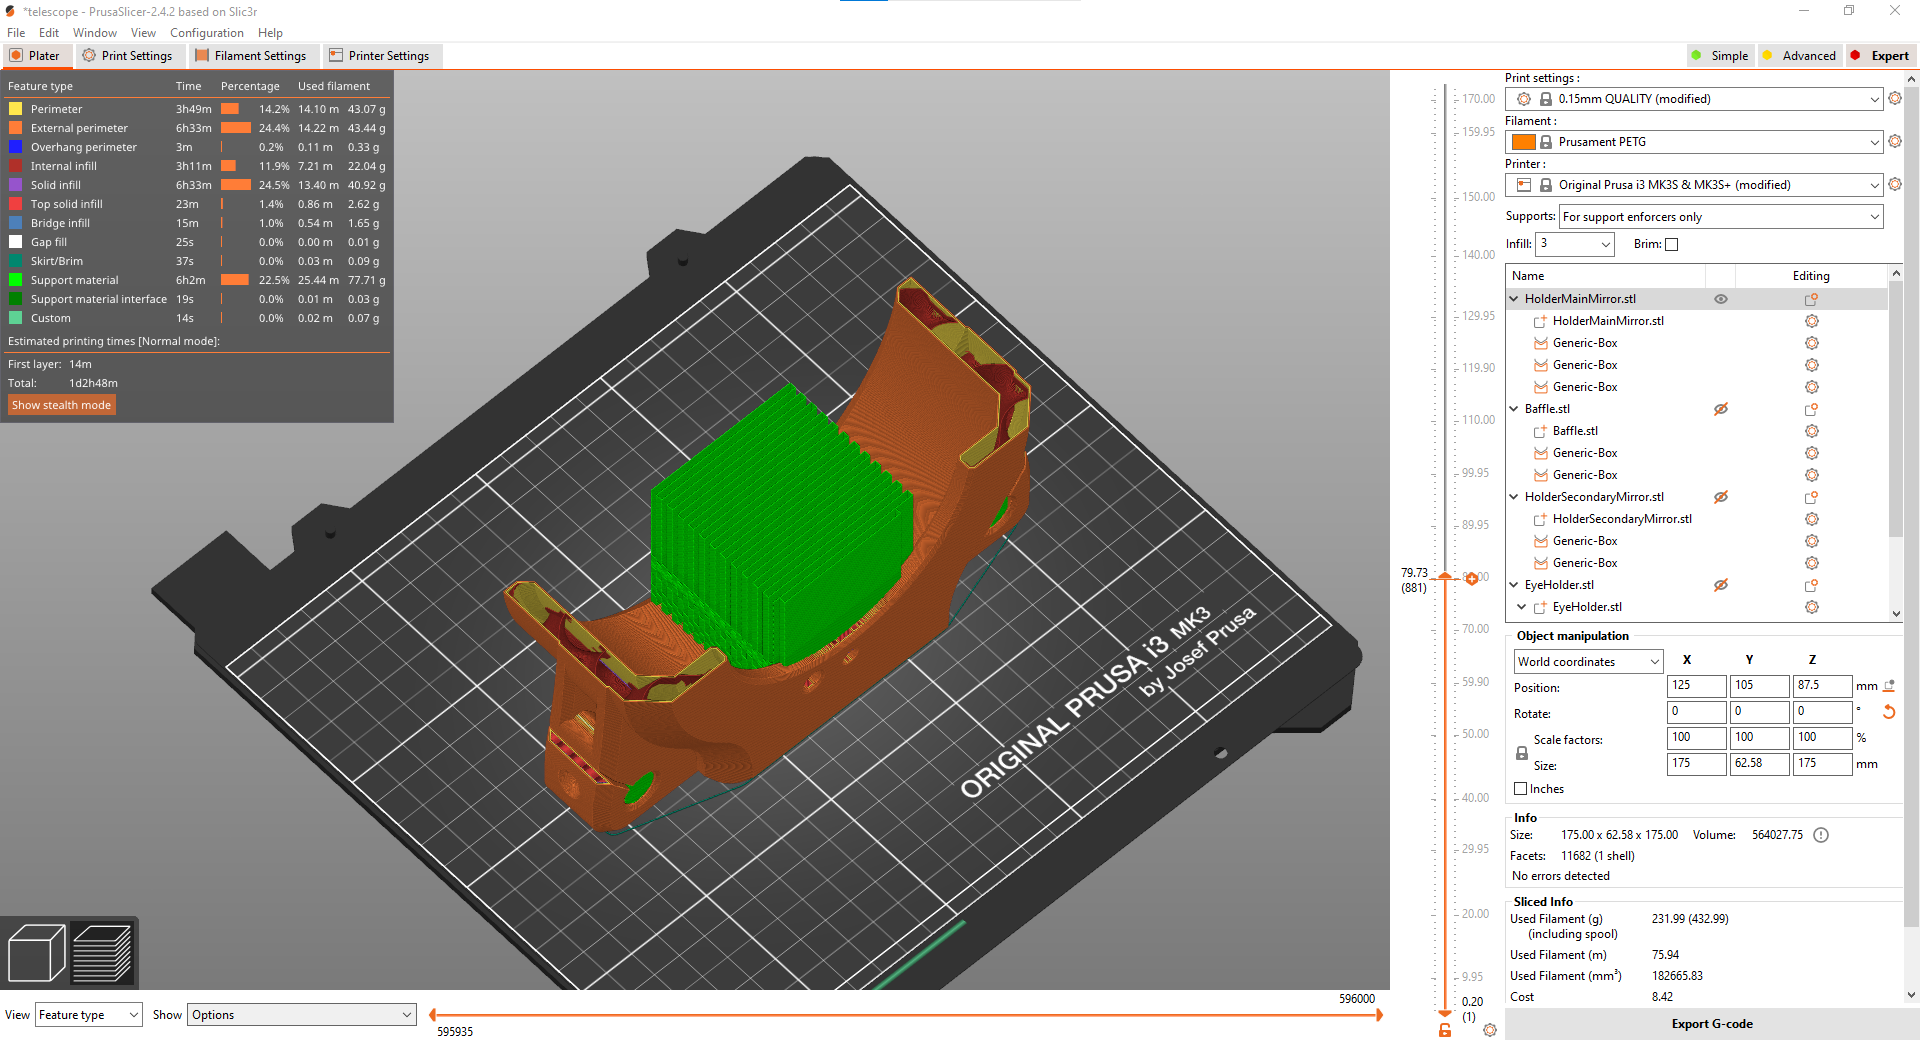 *telescope - PrusaSlicer-2.4.2 based on Slic3r
File Edit Window View Configuration Help
Plater Print Settings Filament Settings Printer Settings Simple Advanced Expert
Feature type Time Percentage Used filament
Perimeter 3h49m 14.2% 14.10 m 43.07 g
External perimeter 6h33m 24.4% 14.22 m 43.44 g
Overhang perimeter 3m 0.2% 0.11 m 0.33 g
Internal infill 3h11m 11.9% 7.21 m 22.04 g
Solid infill 6h33m 24.5% 13.40 m 40.92 g
Top solid infill 23m 1.4% 0.86 m 2.62 g
Bridge infill 15m 1.0% 0.54 m 1.65 g
Gap fill 25s 0.0% 0.00 m 0.01 g
Skirt/Brim 37s 0.0% 0.03 m 0.09 g
Support material 6h2m 22.5% 25.44 m 77.71 g
Support material interface 19s 0.0% 0.01 m 0.03 g
Custom 14s 0.0% 0.02 m 0.07 g
Estimated printing times [Normal mode]:
First layer: 14m
Total: 1d2h48m
Show stealth mode
ORIGINAL PRUSA i3 MK3
by Josef Prusa
170.00
159.95
150.00
140.00
129.95
119.90
110.00
99.95
89.95
79.73
(881)
70.00
59.90
50.00
40.00
29.95
20.00
9.95
0.20
(1)
Print settings :
0.15mm QUALITY (modified)
Filament :
Prusament PETG
Printer :
Original Prusa i3 MK3S & MK3S+ (modified)
Supports: For support enforcers only
Infill: 3 Brim:
Name Editing
HolderMainMirror.stl
HolderMainMirror.stl
Generic-Box
Generic-Box
Generic-Box
Baffle.stl
Baffle.stl
Generic-Box
Generic-Box
HolderSecondaryMirror.stl
HolderSecondaryMirror.stl
Generic-Box
Generic-Box
EyeHolder.stl
EyeHolder.stl
Object manipulation
World coordinates X Y Z
Position: 125 105 87.5 mm
Rotate: 0 0 0 °
Scale factors: 100 100 100 %
Size: 175 62.58 175 mm
Inches
Info
Size: 175.00 x 62.58 x 175.00 Volume: 564027.75
Facets: 11682 (1 shell)
No errors detected
Sliced Info
Used Filament (g) 231.99 (432.99)
(including spool)
Used Filament (m) 75.94
Used Filament (mm³) 182665.83
Cost 8.42
Export G-code
View Feature type Show Options
596000
595935